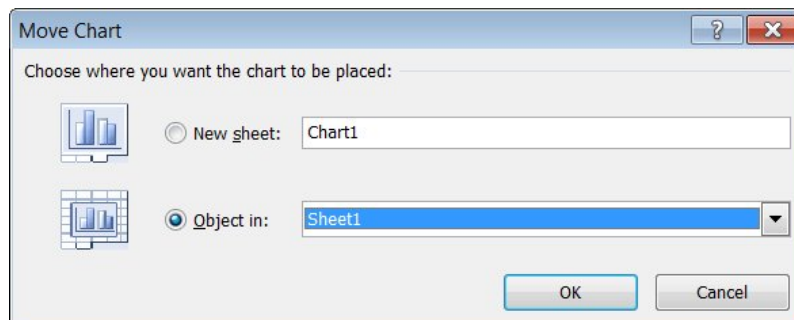 Move Chart
Choose where you want the chart to be placed:
New sheet: Chart1
Object in: Sheet1
OK Cancel